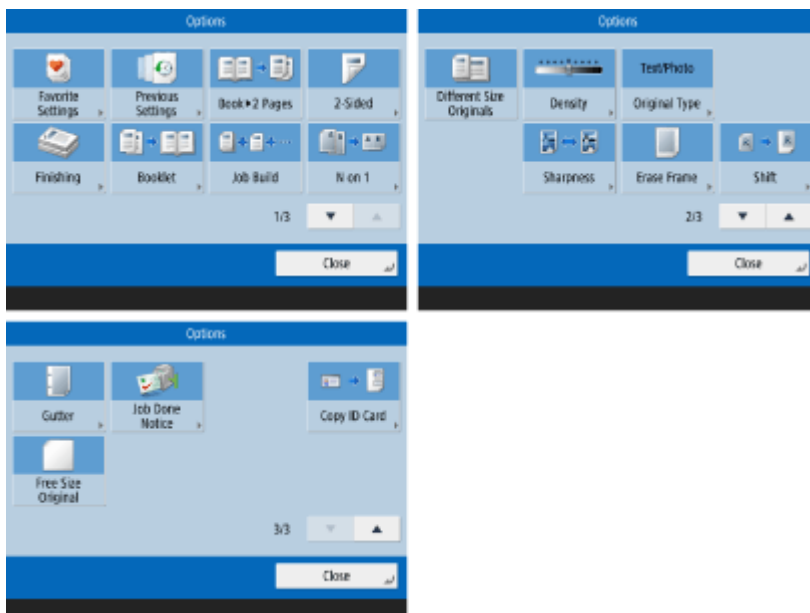 Options
Favorite
Settings
Previous
Settings
Book▸2 Pages
2-Sided
Finishing
Booklet
Job Build
N on 1
1/3
Close
Options
Different Size
Originals
Density
Text/Photo
Original Type
Sharpness
Erase Frame
Shift
2/3
Close
Options
Gutter
Job Done
Notice
Copy ID Card
Free Size
Original
3/3
Close